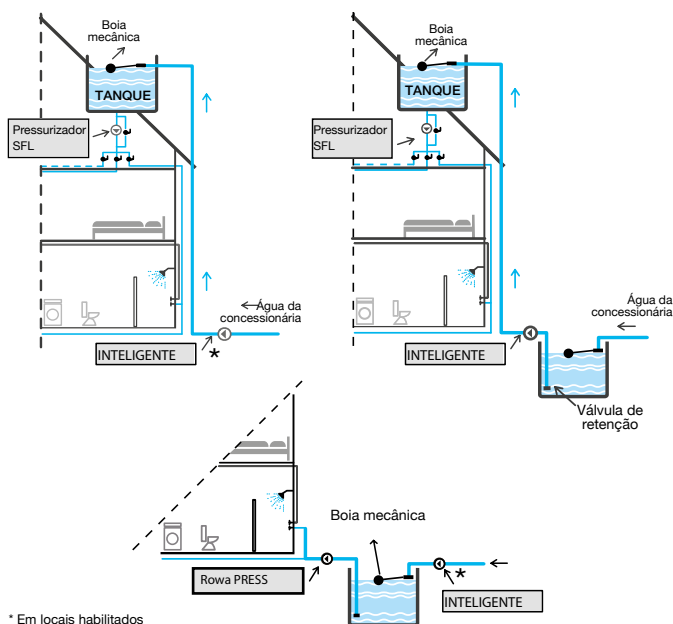 Boia
mecânica
TANQUE
Pressurizador
SFL
Água da
concessionária
INTELIGENTE
*
Boia
mecânica
TANQUE
Pressurizador
SFL
Água da
concessionária
INTELIGENTE
Válvula de
retenção
Boia mecânica
Rowa PRESS
*
INTELIGENTE
* Em locais habilitados